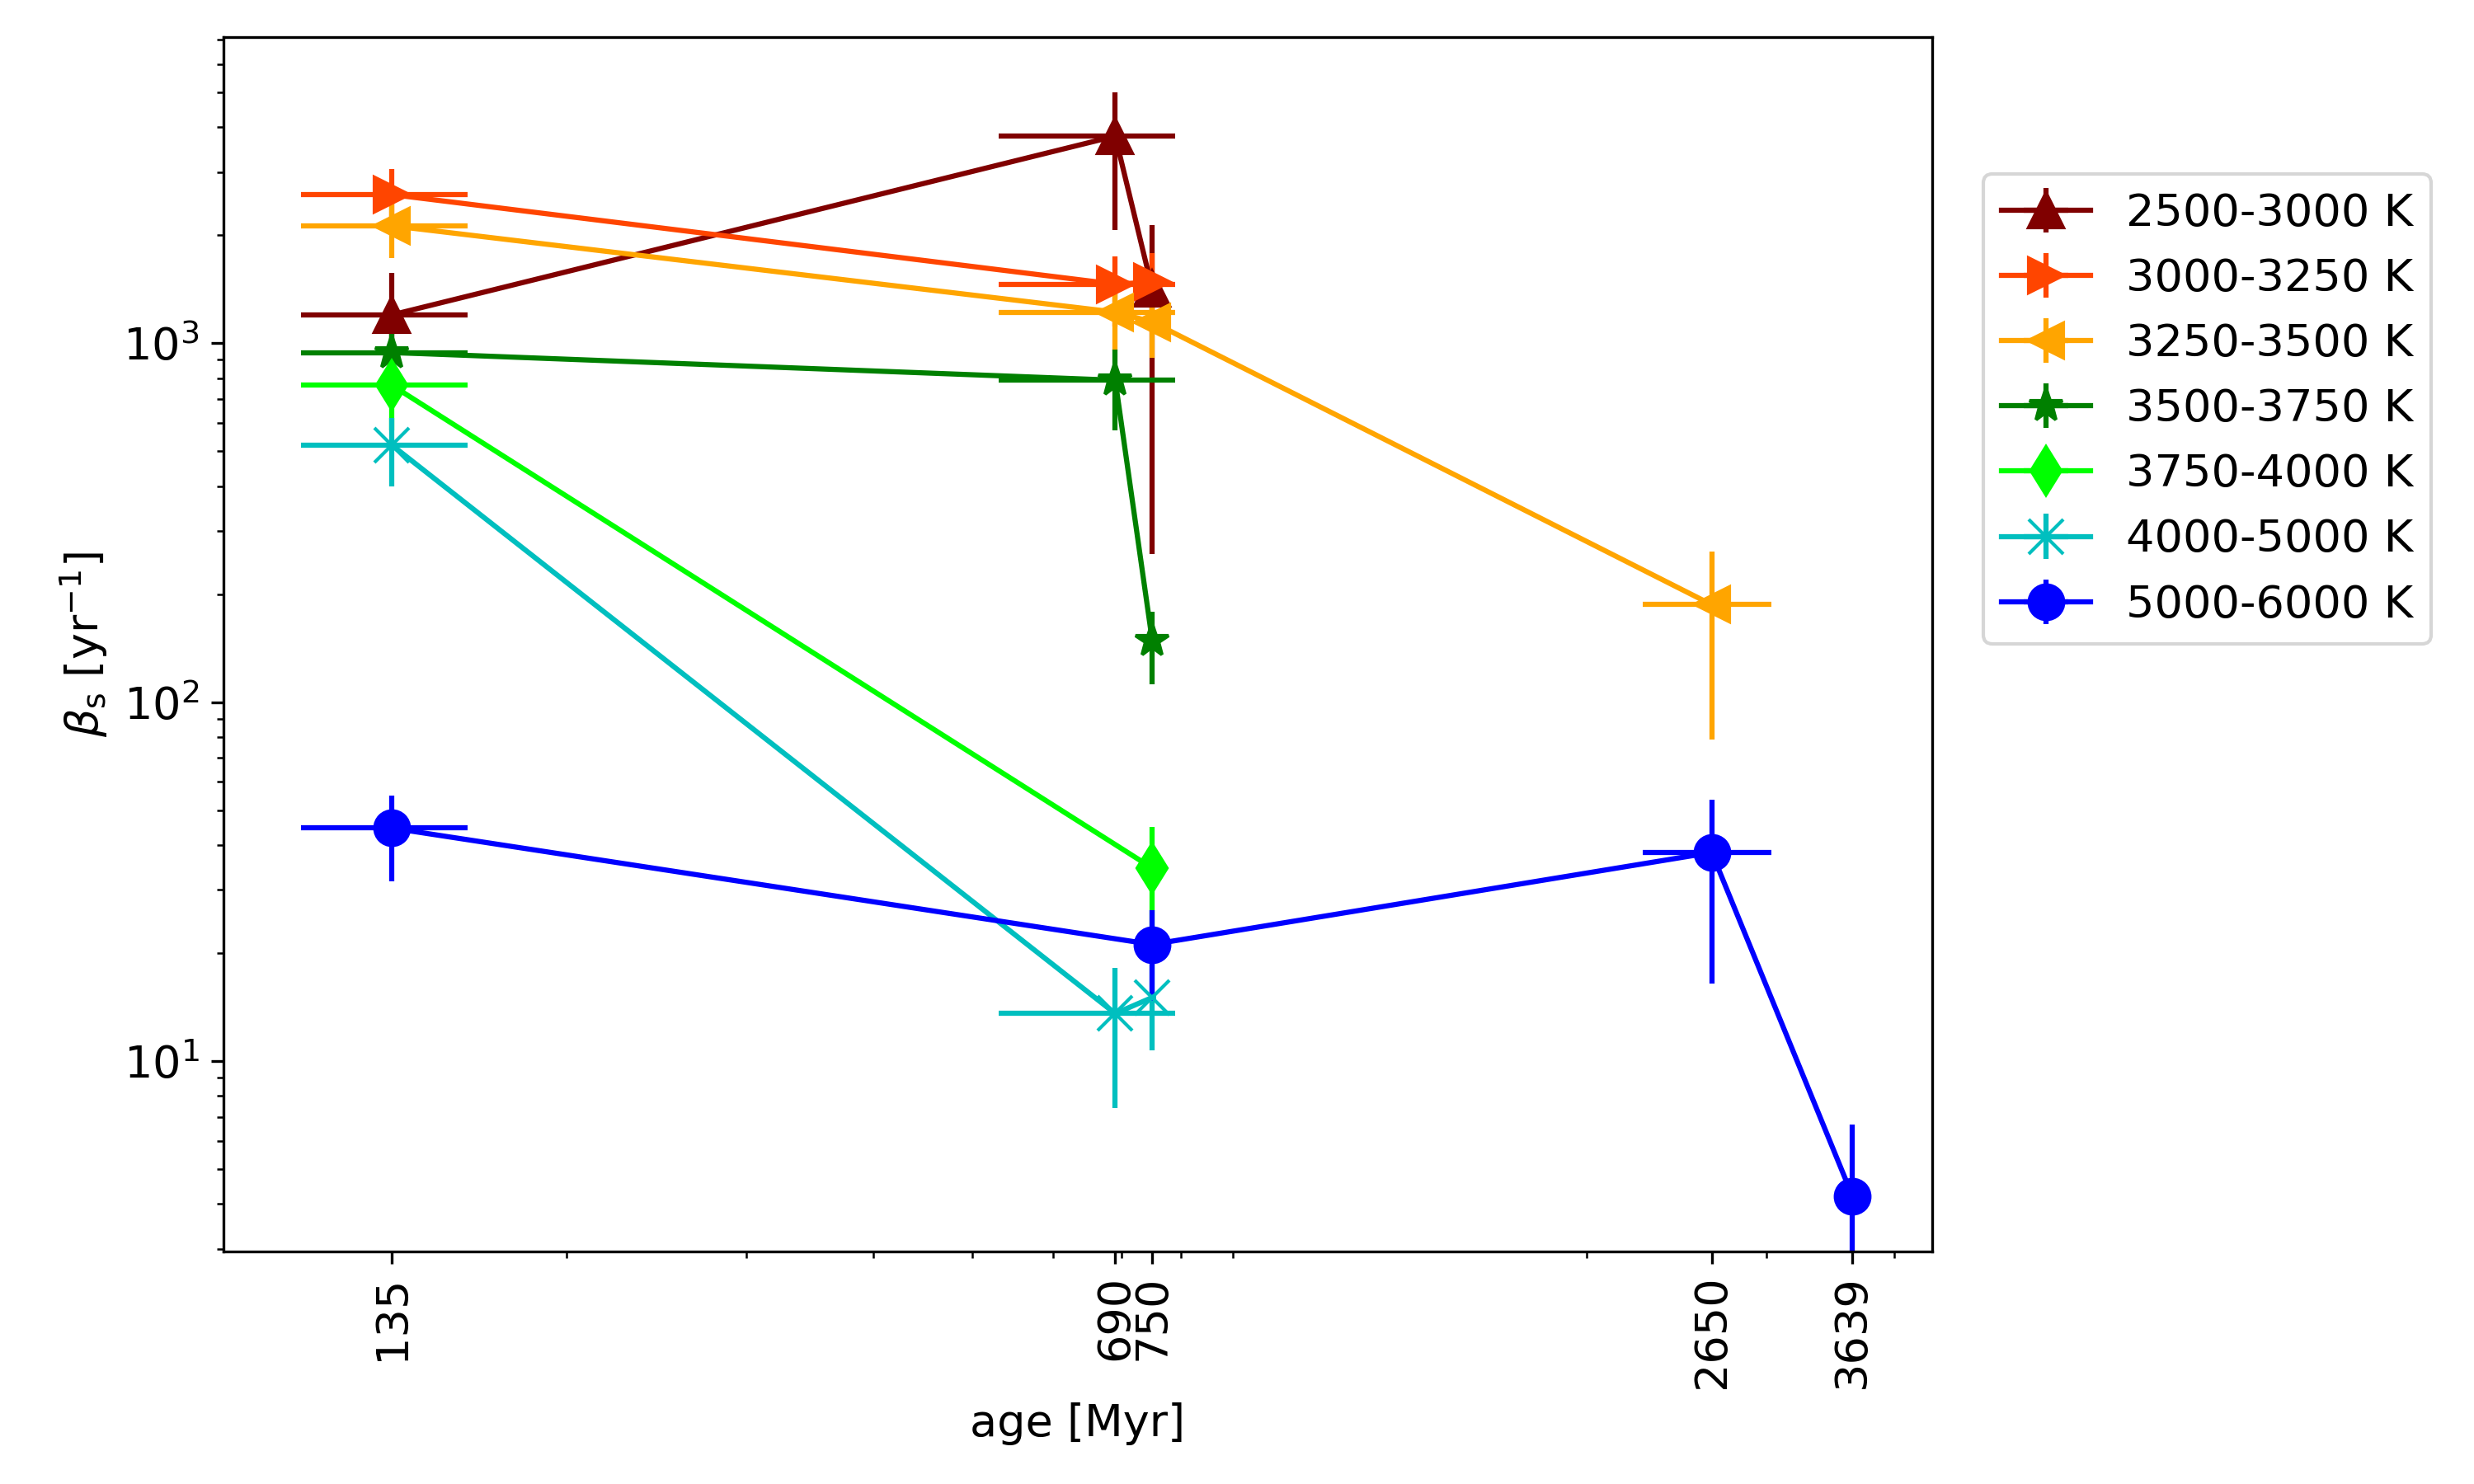 10³
10²
10¹
βₛ [yr⁻¹]
135
690
750
2650
3639
age [Myr]
2500-3000 K
3000-3250 K
3250-3500 K
3500-3750 K
3750-4000 K
4000-5000 K
5000-6000 K